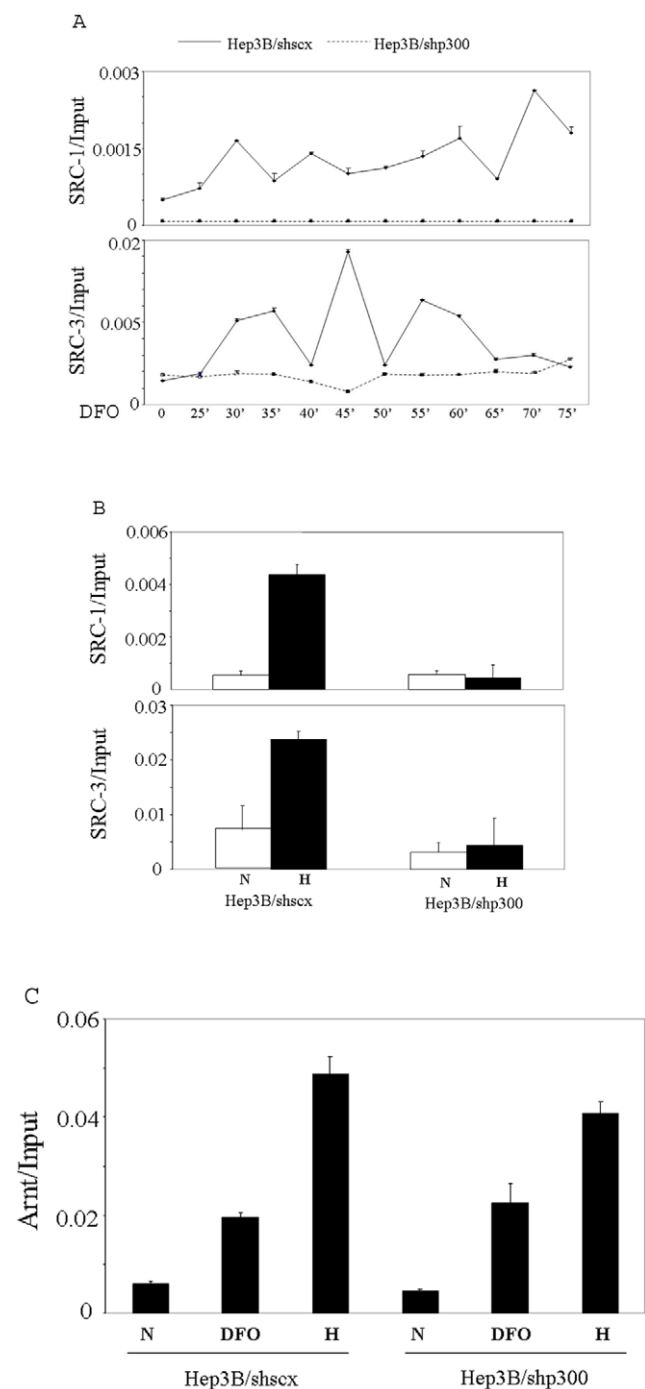 A
Hep3B/shscx Hep3B/shp300
0.003
SRC-1/Input
0.0015
0
0.02
SRC-3/Input
0.005
0
DFO 0 25' 30' 35' 40' 45' 50' 55' 60' 65' 70' 75'
B
0.006
SRC-1/Input
0.004
0.002
0
0.03
SRC-3/Input
0.02
0.01
0
N H N H
Hep3B/shscx Hep3B/shp300
C
0.06
Arnt/Input
0.04
0.02
0
N DFO H N DFO H
Hep3B/shscx Hep3B/shp300